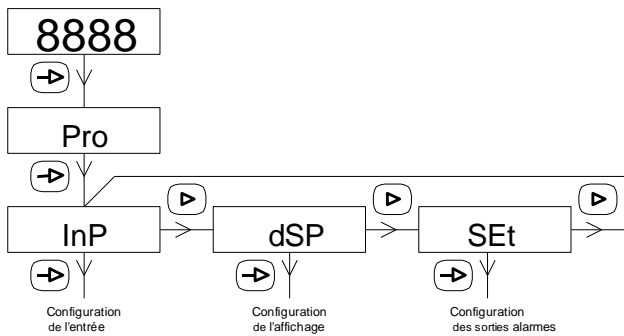 8888
Pro
InP
dSP
SEt
Configuration
de l'entrée
Configuration
de l'affichage
Configuration
des sorties alarmes